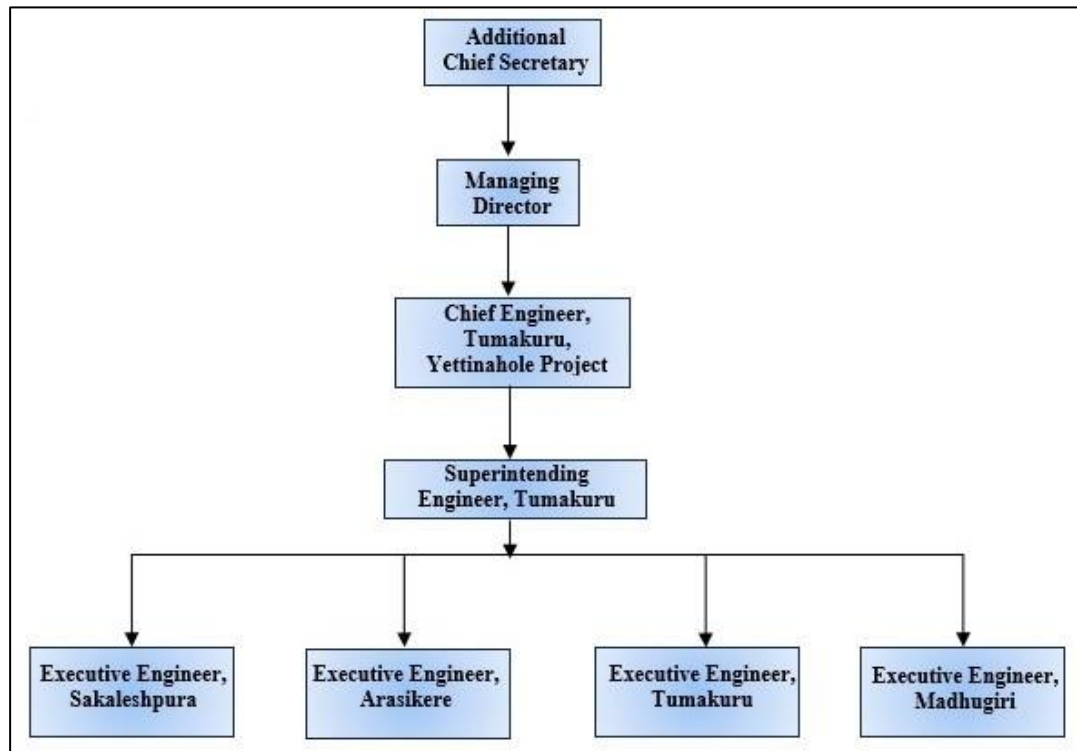 Additional
Chief Secretary
Managing
Director
Chief Engineer,
Tumakuru,
Yettinahole Project
Superintending
Engineer, Tumakuru
Executive Engineer,
Sakaleshpura
Executive Engineer,
Arasikere
Executive Engineer,
Tumakuru
Executive Engineer,
Madhugiri